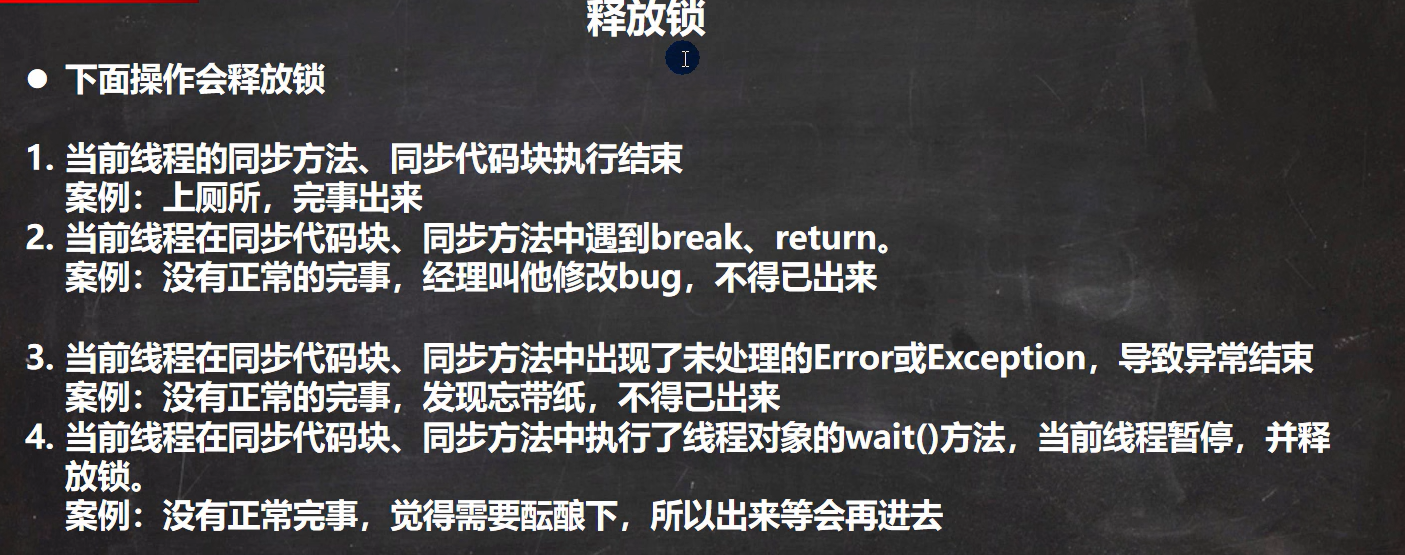 释放锁
● 下面操作会释放锁
1. 当前线程的同步方法、同步代码块执行结束
案例：上厕所，完事出来
2. 当前线程在同步代码块、同步方法中遇到break、return。
案例：没有正常的完事，经理叫他修改bug，不得已出来
3. 当前线程在同步代码块、同步方法中出现了未处理的Error或Exception，导致异常结束
案例：没有正常的完事，发现忘带纸，不得已出来
4. 当前线程在同步代码块、同步方法中执行了线程对象的wait()方法，当前线程暂停，并释
放锁。
案例：没有正常完事，觉得需要酝酿下，所以出来等会再进去